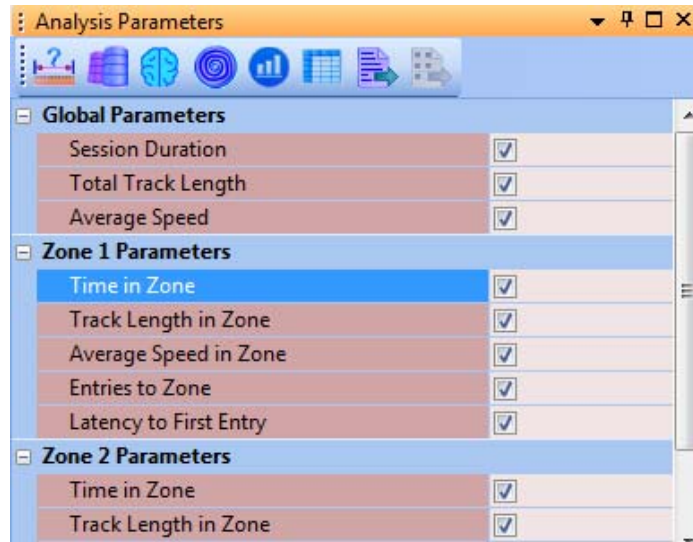 Analysis Parameters
?
Global Parameters
Session Duration
Total Track Length
Average Speed
Zone 1 Parameters
Time in Zone
Track Length in Zone
Average Speed in Zone
Entries to Zone
Latency to First Entry
Zone 2 Parameters
Time in Zone
Track Length in Zone